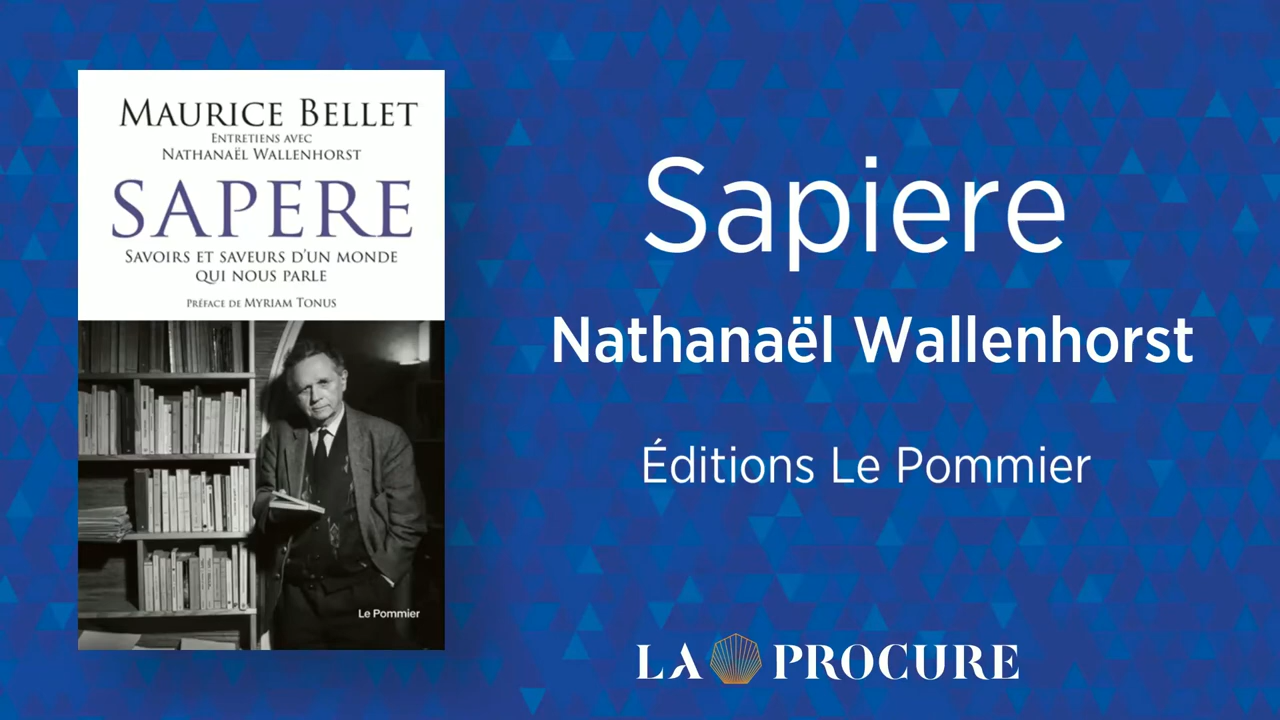 MAURICE BELLET
ENTRETIENS AVEC
NATHANAËL WALLENHORST
SAPERE
SAVOIRS ET SAVEURS D'UN MONDE
QUI NOUS PARLE
PRÉFACE DE MYRIAM TONUS
Le Pommier
Sapiere
Nathanaël Wallenhorst
Éditions Le Pommier
LA PROCURE